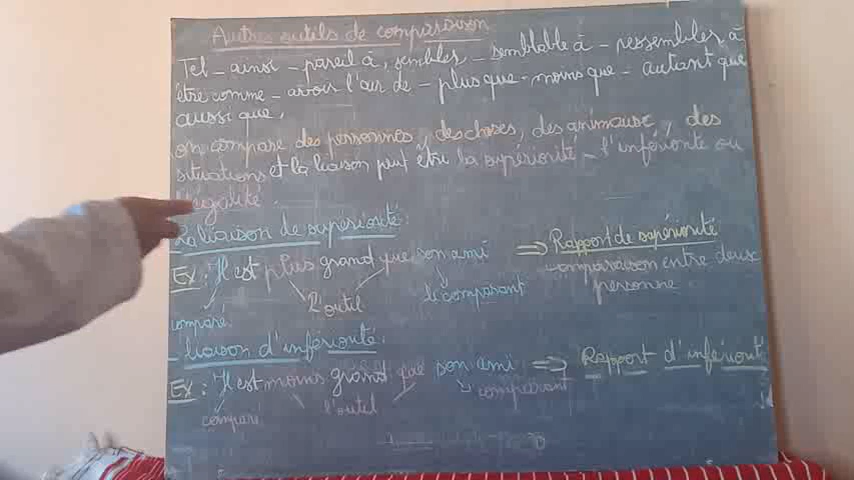 Autres outils de comparaison
Tel - ainsi - pareil à, sembler - semblable à - ressembler à
être comme - avoir l'air de - plus que - moins que - autant que
aussi que,
on compare des personnes, des choses, des animaux, des
situations et la liaison peut être la supériorité - l'inférionté ou
l'égalité.
La liaison de supériorité:
Ex: Il est plus grand que son ami ⇒ Rapport de supériorité
comparaison entre deux
personne
compare L'outil le comparant
- liaison d'infériorité:
Ex: Il est moins grand que son ami ⇒ Rapport d'infériorité
compare l'outil comparant